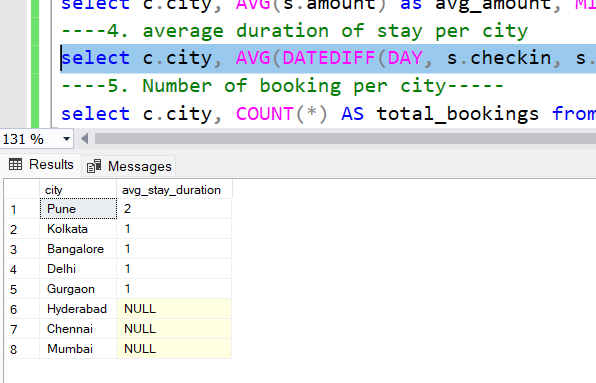 select c.city, AVG(s.amount) as avg_amount, MI
----4. average duration of stay per city
select c.city, AVG(DATEDIFF(DAY, s.checkin, s.
----5. Number of booking per city-----
select c.city, COUNT(*) AS total_bookings from
131 %
Results Messages
city avg_stay_duration
1 Pune 2
2 Kolkata 1
3 Bangalore 1
4 Delhi 1
5 Gurgaon 1
6 Hyderabad NULL
7 Chennai NULL
8 Mumbai NULL